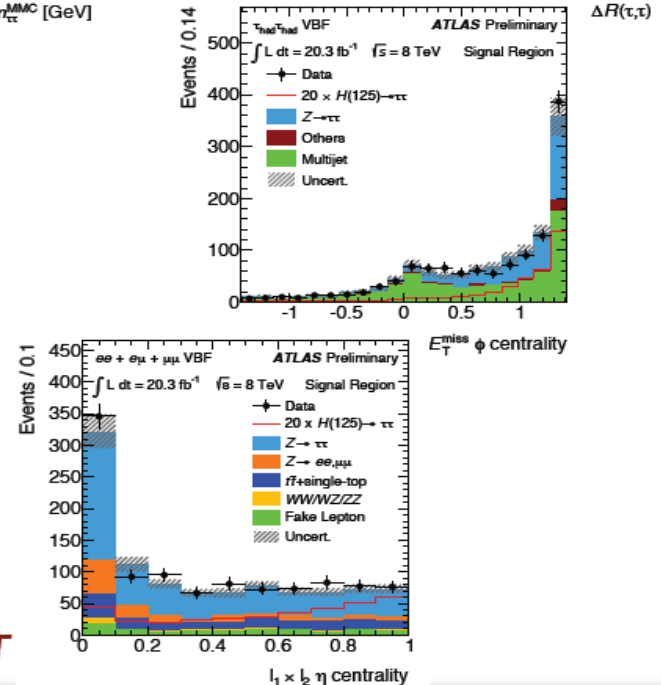 MMC
ττ [GeV]
ΔR(τ,τ)
Events / 0.14
τhadτhad VBF ATLAS Preliminary
∫ L dt = 20.3 fb⁻¹ √s = 8 TeV Signal Region
Data
20 × H(125)→ττ
Z→ττ
Others
Multijet
Uncert.
400
300
200
100
0
-1 -0.5 0 0.5 1
E_T^miss ϕ centrality
Events / 0.1
ee + eμ + μμ VBF ATLAS Preliminary
∫ L dt = 20.3 fb⁻¹ √s = 8 TeV Signal Region
Data
20 x H(125)→ ττ
Z→ ττ
Z→ ee,μμ
tt̄+single-top
WW/WZ/ZZ
Fake Lepton
Uncert.
450
400
350
300
250
200
150
100
50
0
0 0.2 0.4 0.6 0.8 1
l₁ × l₂ η centrality